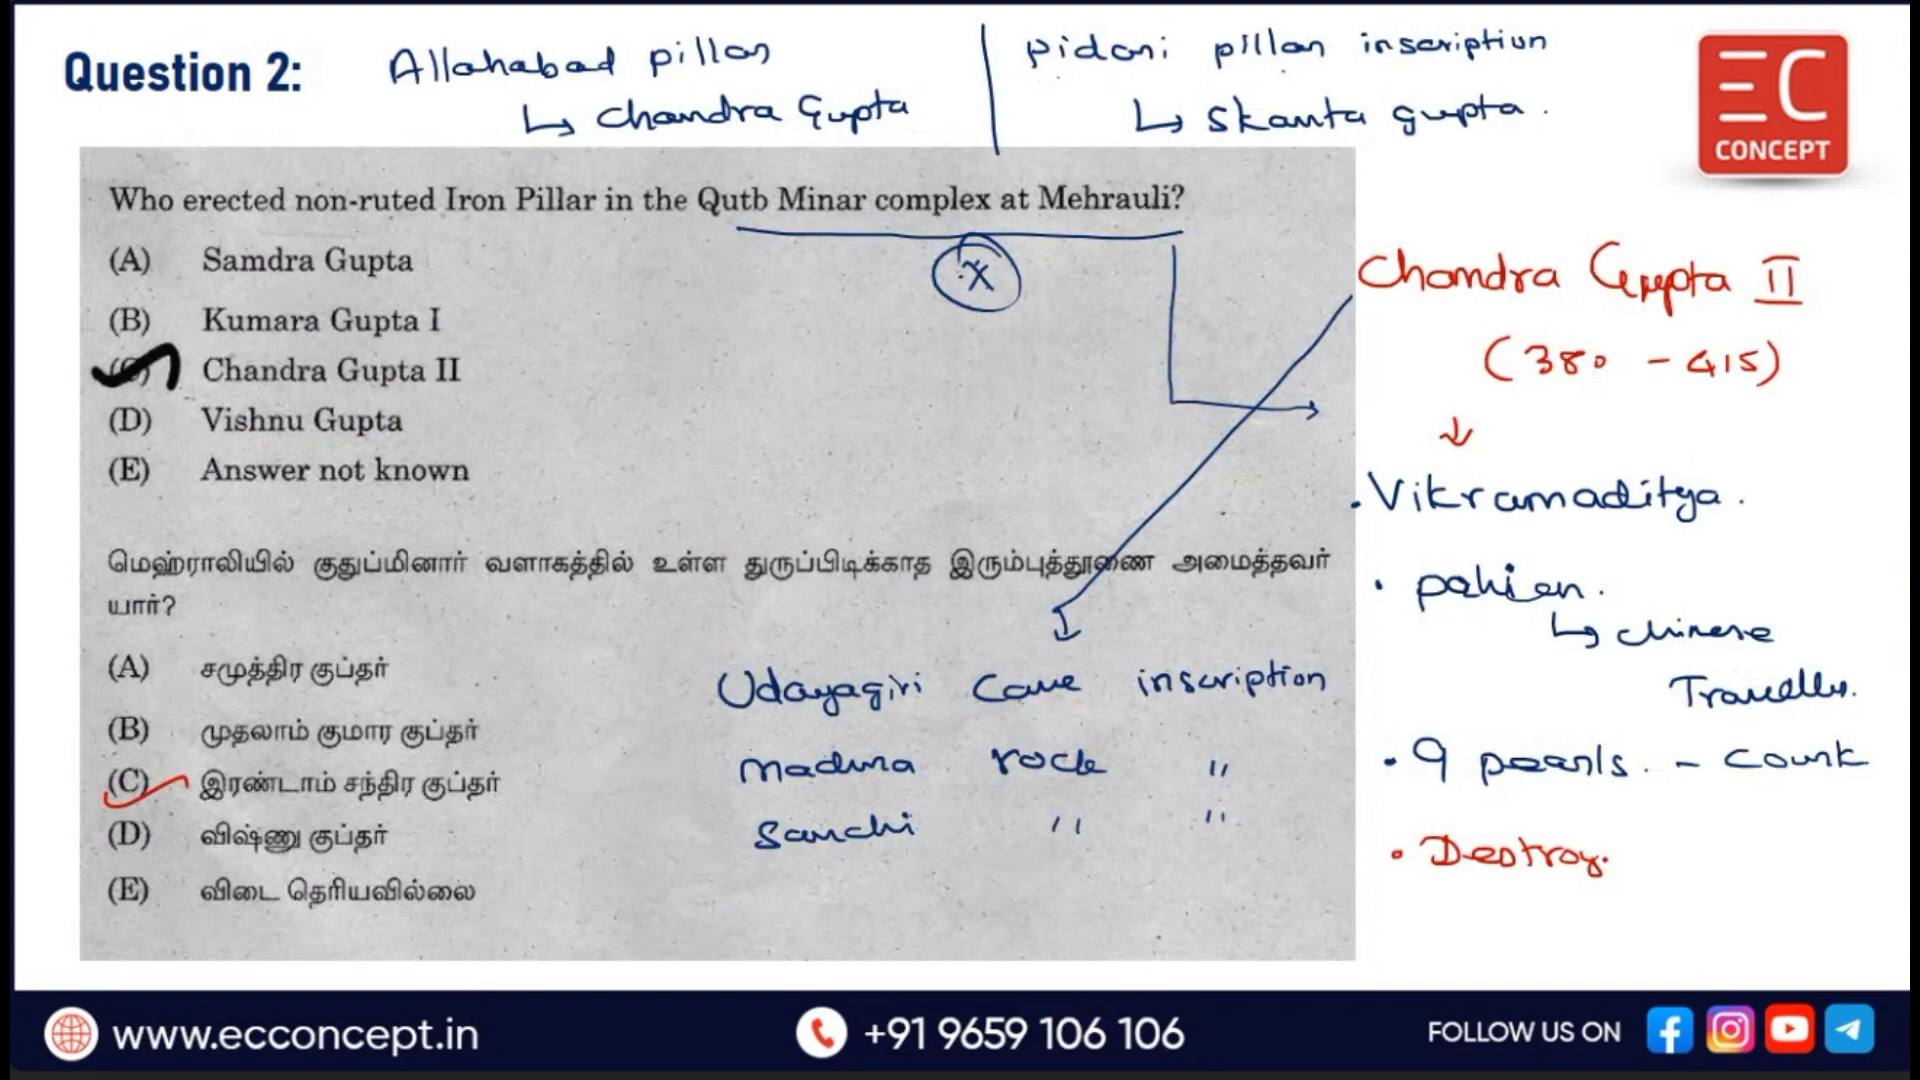 Question 2:
Allahabad pillar
↳ Chandra Gupta
pidari pillar inscription
↳ Skanta gupta.
EC
CONCEPT
Who erected non-ruted Iron Pillar in the Qutb Minar complex at Mehrauli?
(A) Samdra Gupta
(B) Kumara Gupta I
(C) Chandra Gupta II
(D) Vishnu Gupta
(E) Answer not known
மெஹ்ராலியில் குதுப்மினார் வளாகத்தில் உள்ள துருப்பிடிக்காத இரும்புத்தூணை அமைத்தவர்
யார்?
(A) சமுத்திர குப்தர்
(B) முதலாம் குமார குப்தர்
(C) இரண்டாம் சந்திர குப்தர்
(D) விஷ்ணு குப்தர்
(E) விடை தெரியவில்லை
Udayagiri Cave inscription
rock "
Sanchi " "
Chandra Gupta II
(380 - 415)
• Vikramaditya.
• pahien.
↳ chinese
• 9 pearls. - Court
• Destroy.
www.ecconcept.in
+91 9659 106 106
FOLLOW US ON